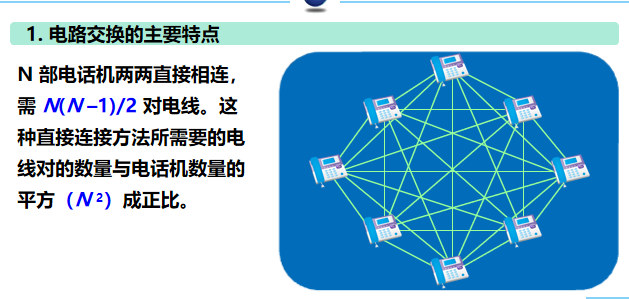 1. 电路交换的主要特点
N 部电话机两两直接相连，
需 N(N –1)/2 对电线。这
种直接连接方法所需要的电
线对的数量与电话机数量的
平方（N²）成正比。